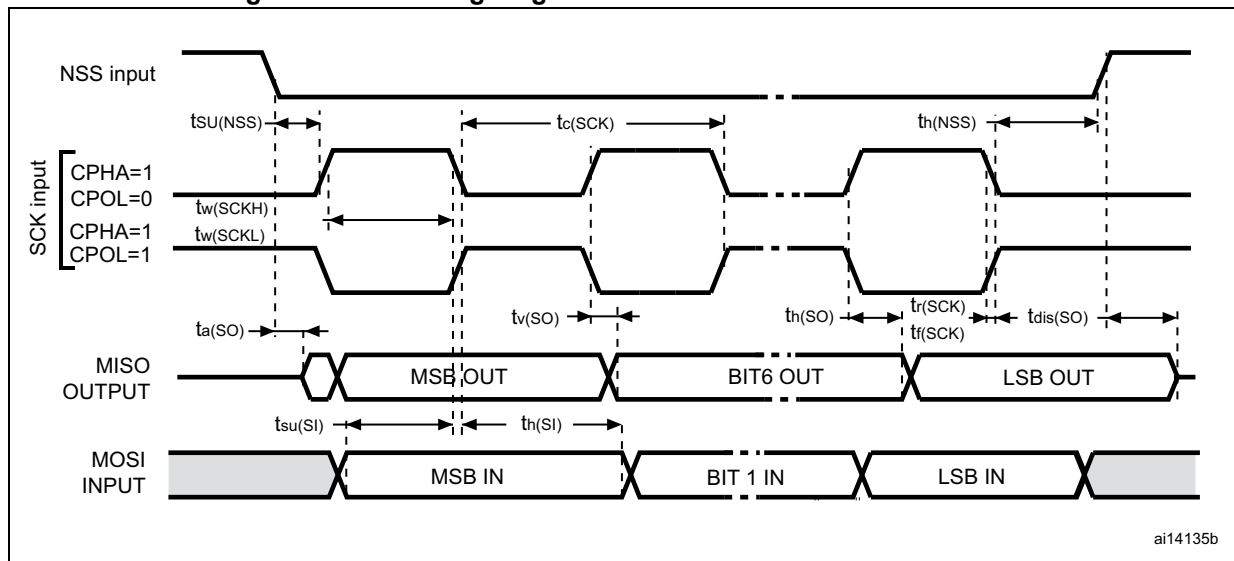 NSS input
tSU(NSS)
tc(SCK)
th(NSS)
SCK input
CPHA=1
CPOL=0
tw(SCKH)
CPHA=1
tw(SCKL)
CPOL=1
ta(SO)
tv(SO)
th(SO)
tr(SCK)
tf(SCK)
tdis(SO)
MISO
OUTPUT
MSB OUT
BIT6 OUT
LSB OUT
tsu(SI)
th(SI)
MOSI
INPUT
MSB IN
BIT 1 IN
LSB IN
ai14135b